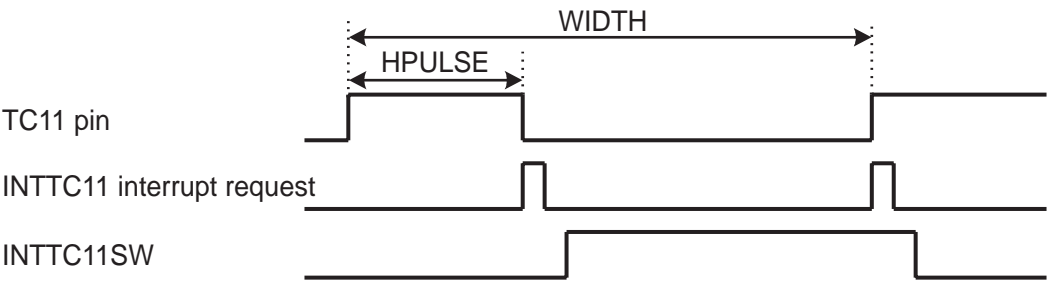 WIDTH
HPULSE
TC11 pin
INTTC11 interrupt request
INTTC11SW